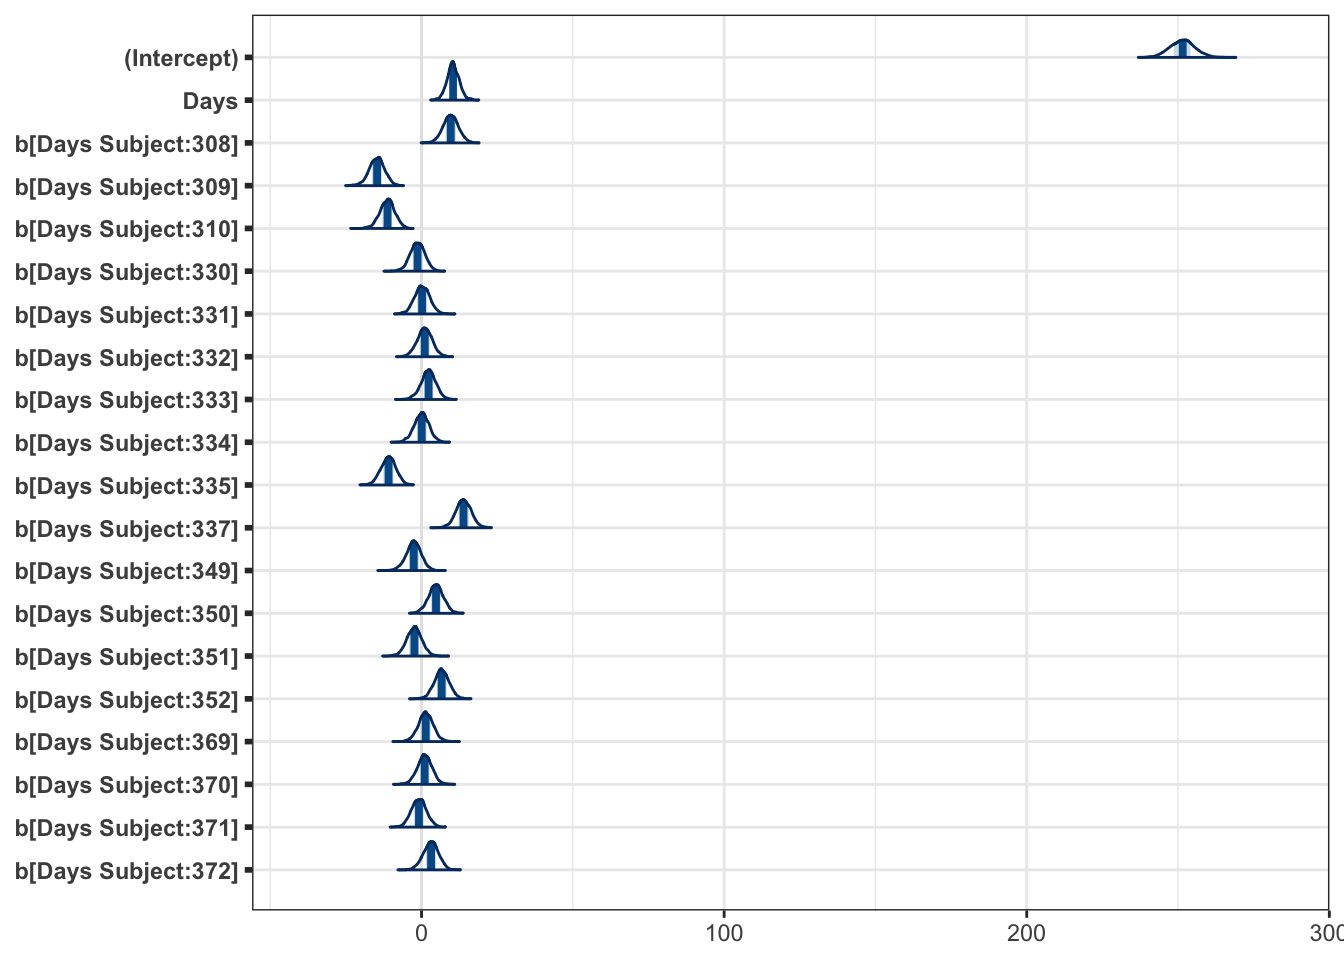 (Intercept)
Days
b[Days Subject:308]
b[Days Subject:309]
b[Days Subject:310]
b[Days Subject:330]
b[Days Subject:331]
b[Days Subject:332]
b[Days Subject:333]
b[Days Subject:334]
b[Days Subject:335]
b[Days Subject:337]
b[Days Subject:349]
b[Days Subject:350]
b[Days Subject:351]
b[Days Subject:352]
b[Days Subject:369]
b[Days Subject:370]
b[Days Subject:371]
b[Days Subject:372]
0 100 200 300